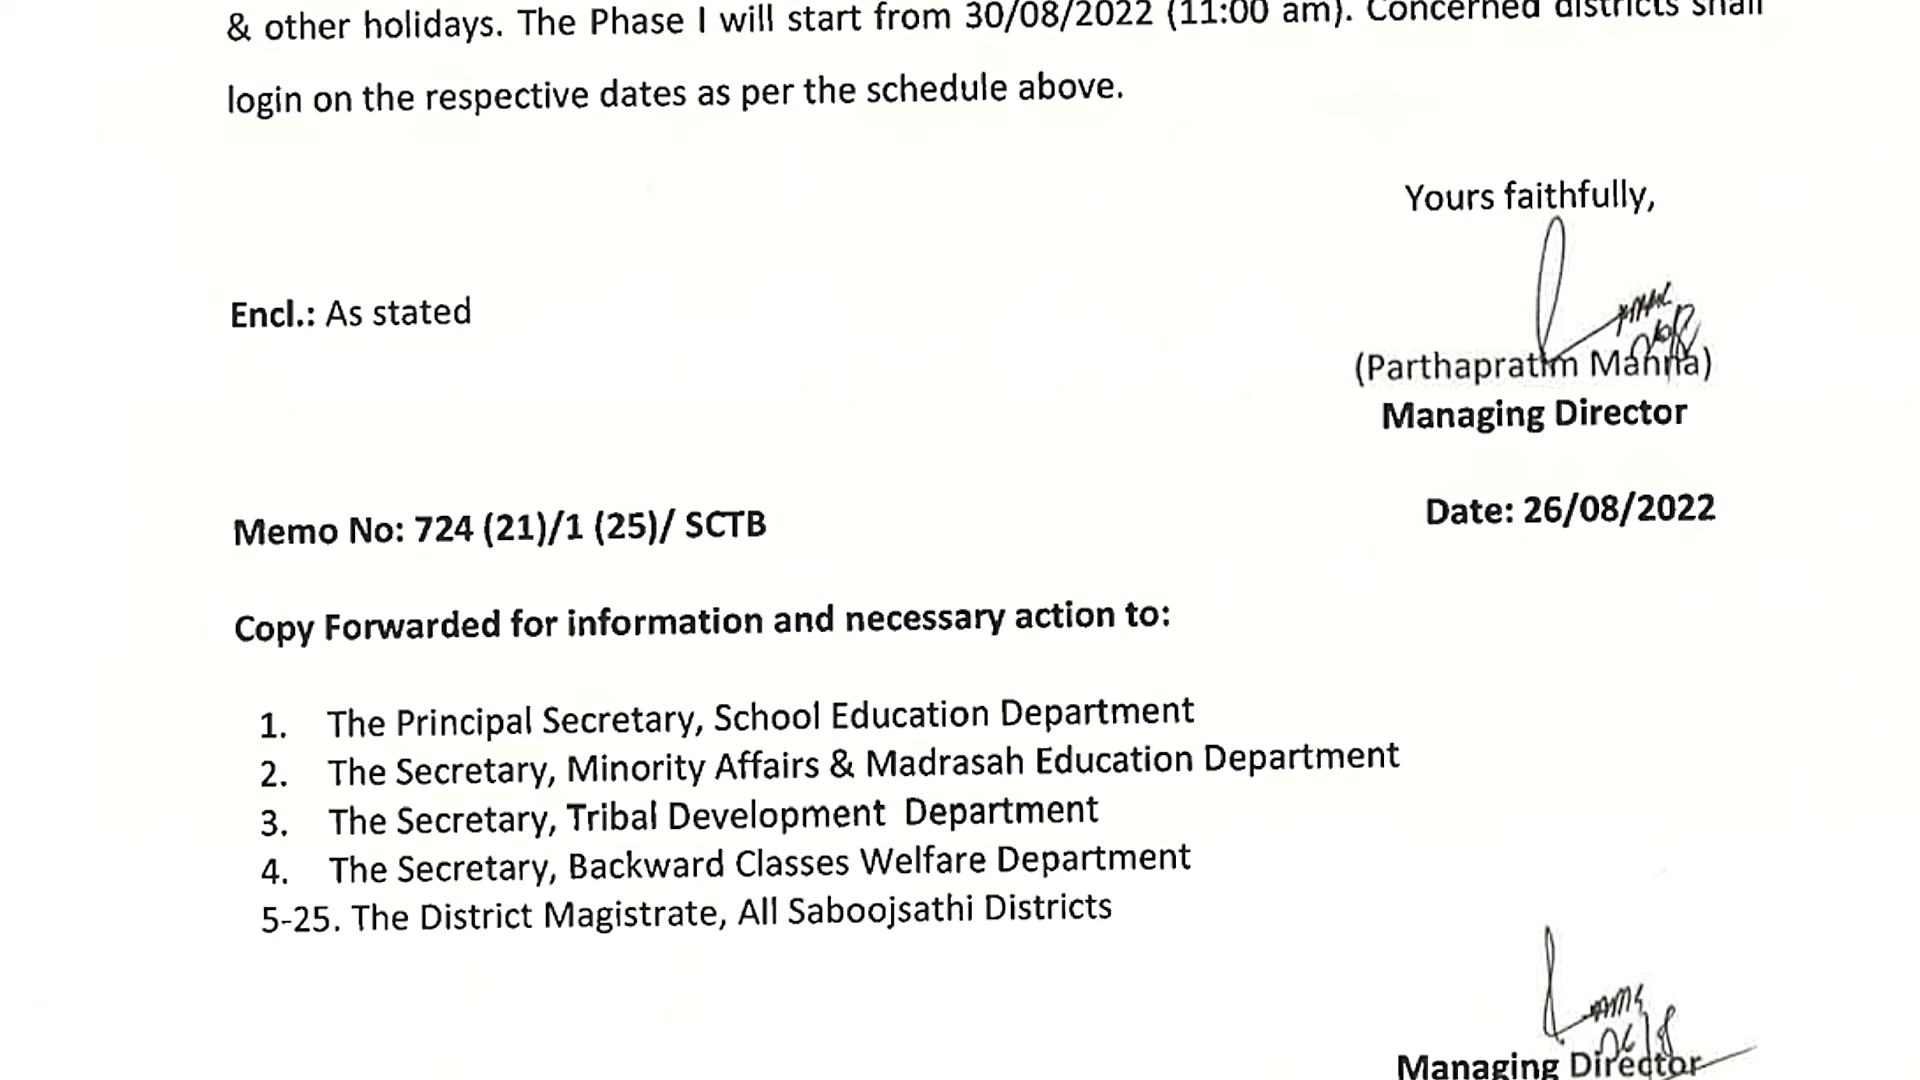 & other holidays. The Phase I will start from 30/08/2022 (11:00 am). Concerned districts shall
login on the respective dates as per the schedule above.
Yours faithfully,
Encl.: As stated
(Parthapratim Manna)
Managing Director
Memo No: 724 (21)/1 (25)/ SCTB
Date: 26/08/2022
Copy Forwarded for information and necessary action to:
1. The Principal Secretary, School Education Department
2. The Secretary, Minority Affairs & Madrasah Education Department
3. The Secretary, Tribal Development Department
4. The Secretary, Backward Classes Welfare Department
5-25. The District Magistrate, All Saboojsathi Districts
Managing Director